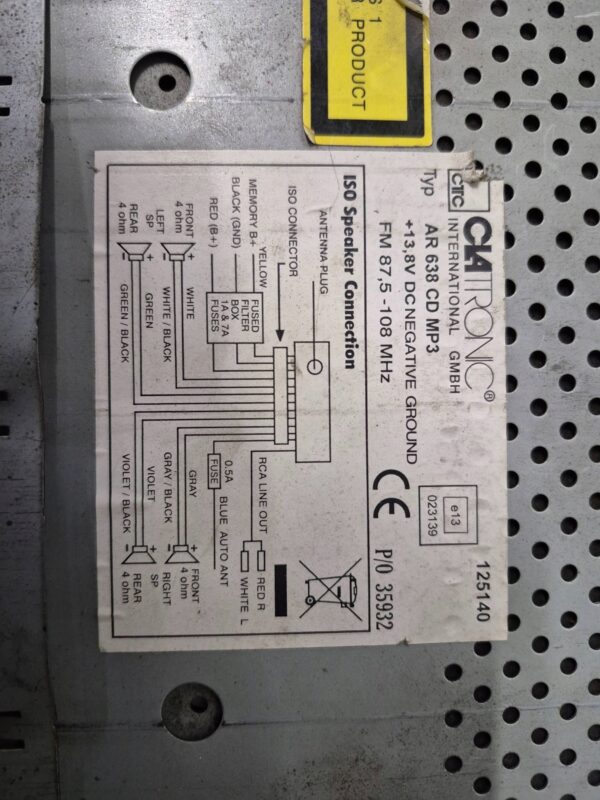 S 1
R PRODUCT
CTC CLATRONIC®
INTERNATIONAL GMBH
125140
Typ AR 638 CD MP3
+13,8V DC NEGATIVE GROUND
FM 87,5 -108 MHz
e13
023139
CE P/O 35932
ISO Speaker Connection
ANTENNA PLUG
ISO CONNECTOR
YELLOW
MEMORY B+
BLACK (GND)
RED (B+)
FUSED
FILTER
BOX
1A & 7A
FUSES
RCA LINE OUT
RED R
WHITE L
0.5A
FUSE
BLUE AUTO ANT
FRONT
4 ohm
+
-
WHITE
WHITE / BLACK
LEFT
SP
GREEN
GREEN / BLACK
REAR
4 ohm
+
-
GRAY
GRAY / BLACK
+
-
FRONT
4 ohm
RIGHT
SP
VIOLET
VIOLET / BLACK
+
-
REAR
4 ohm